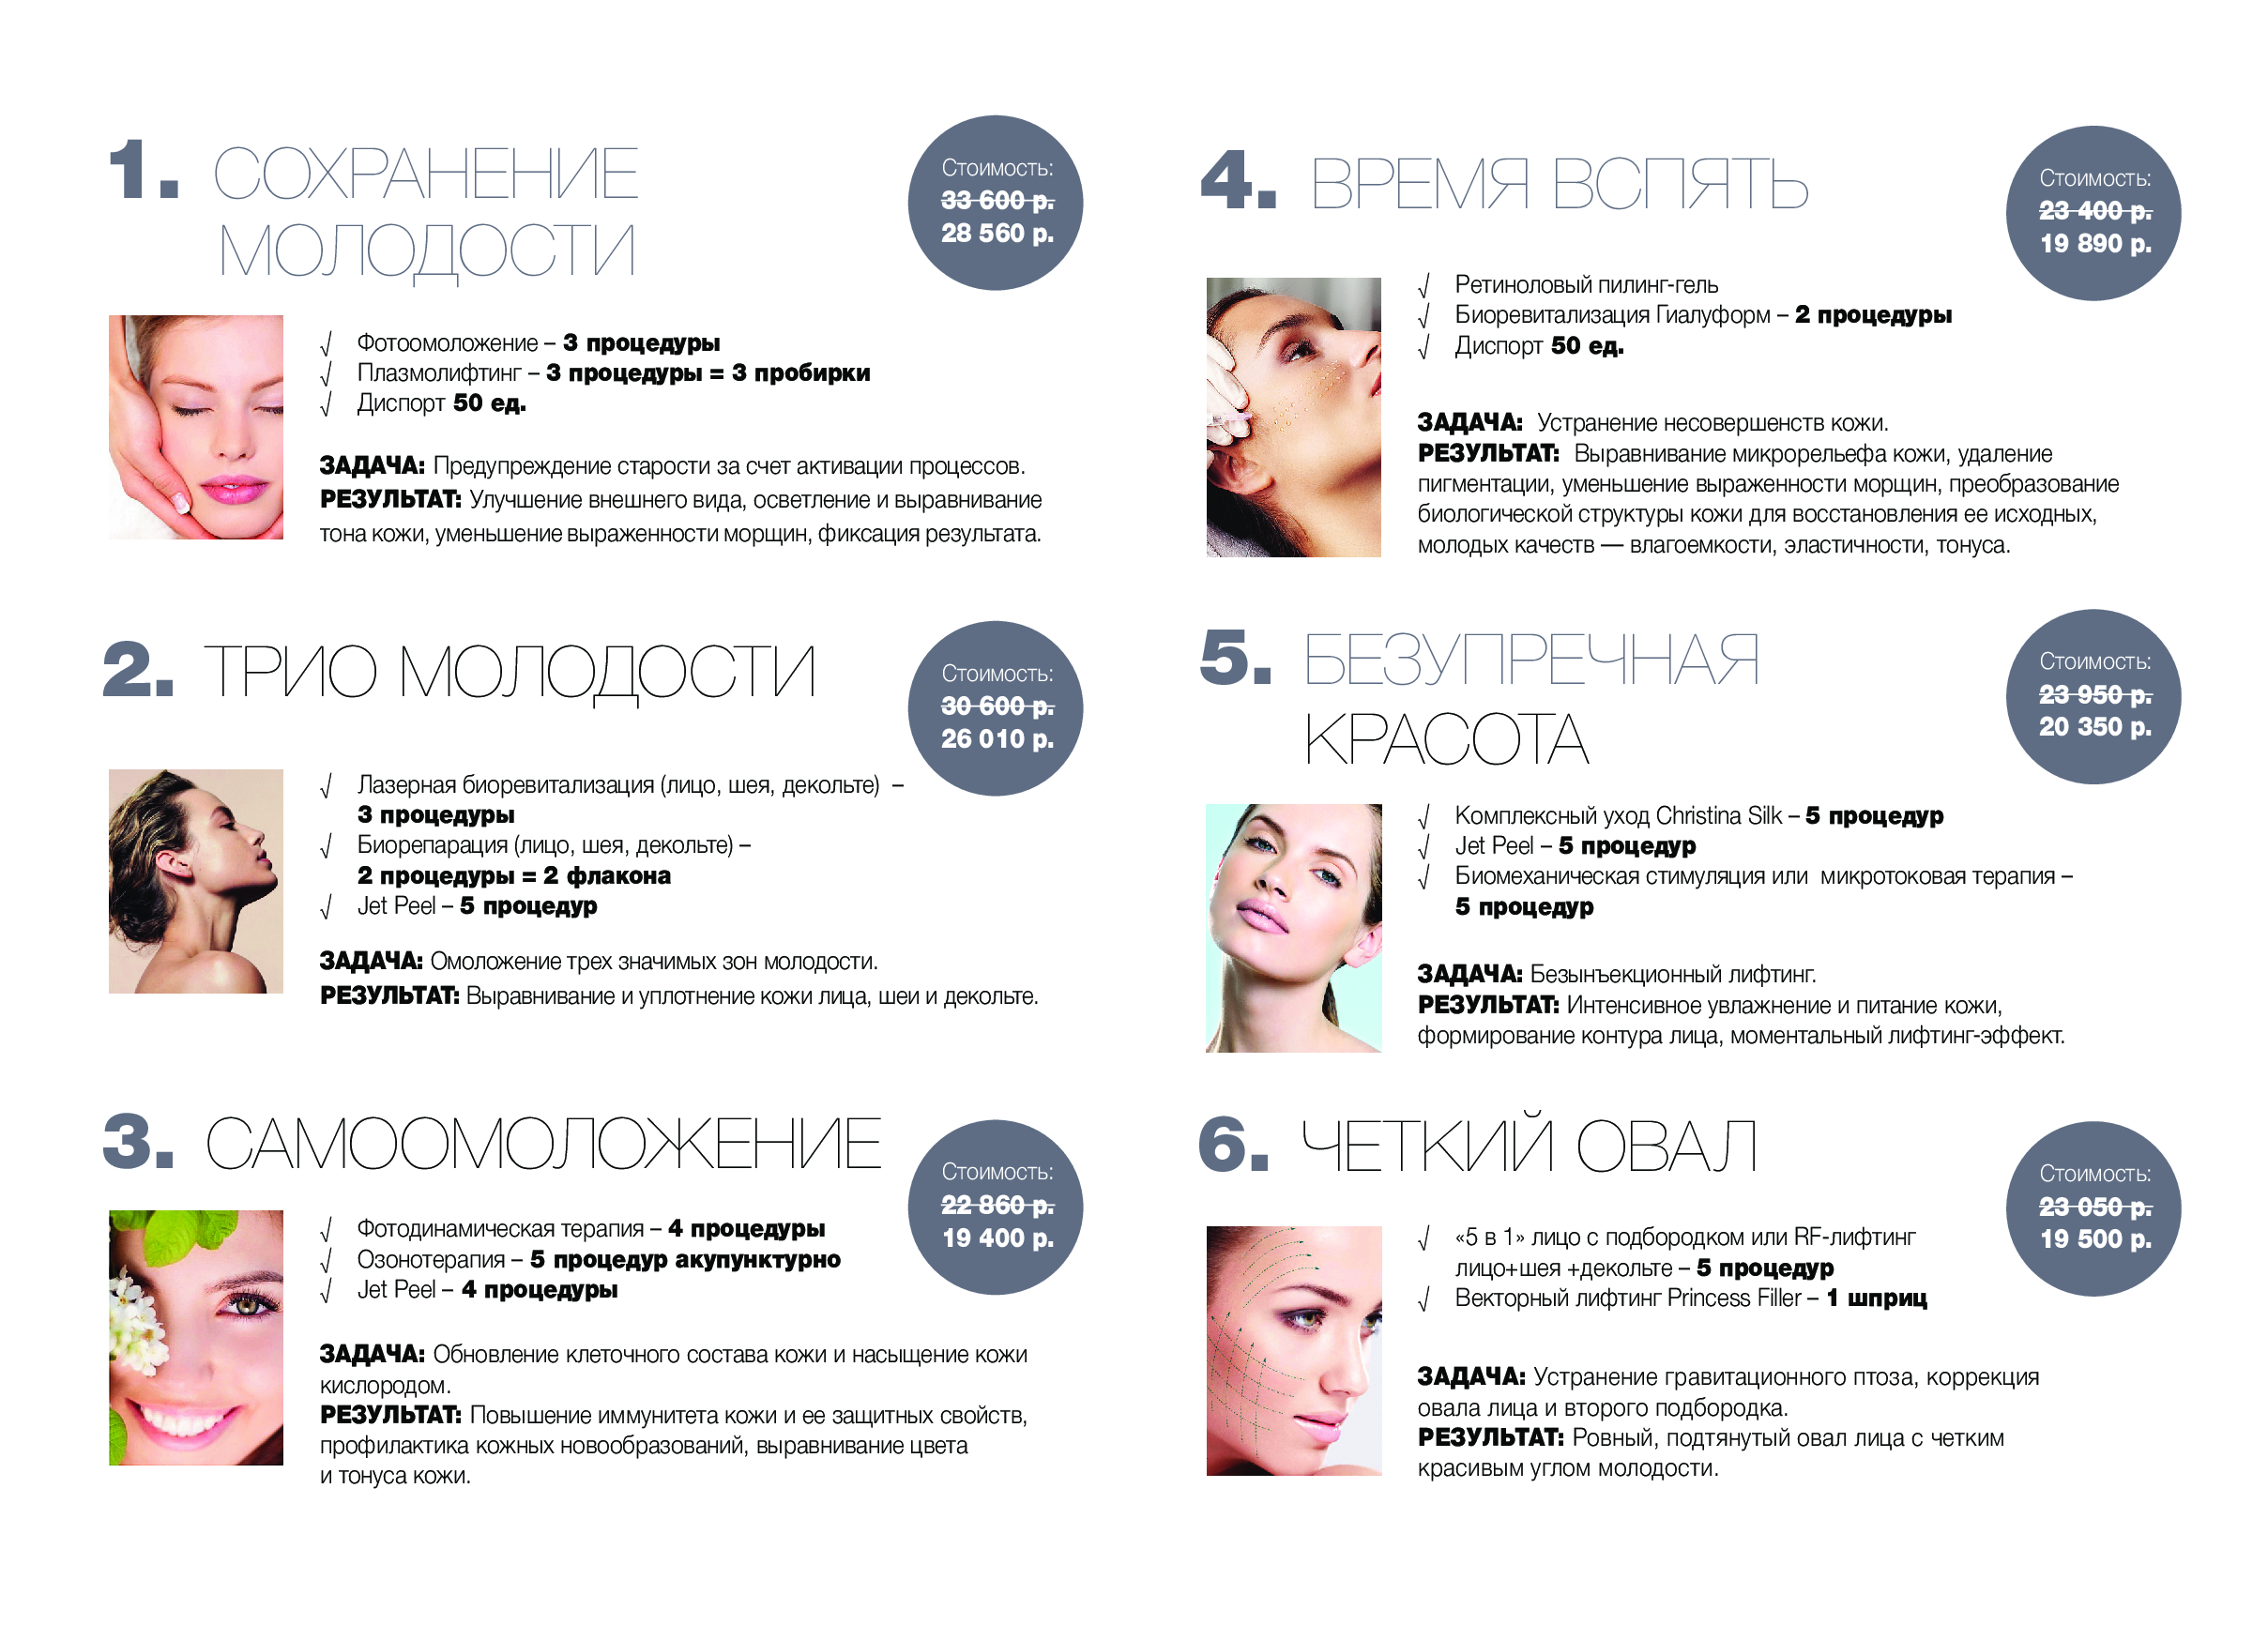 1. СОХРАНЕНИЕ
МОЛОДОСТИ
Стоимость:
33 600 р.
28 560 р.
√ Фотоомоложение – 3 процедуры
√ Плазмолифтинг – 3 процедуры = 3 пробирки
√ Диспорт 50 ед.
ЗАДАЧА: Предупреждение старости за счет активации процессов.
РЕЗУЛЬТАТ: Улучшение внешнего вида, осветление и выравнивание
тона кожи, уменьшение выраженности морщин, фиксация результата.
2. ТРИО МОЛОДОСТИ
Стоимость:
30 600 р.
26 010 р.
√ Лазерная биоревитализация (лицо, шея, декольте) –
3 процедуры
√ Биорепарация (лицо, шея, декольте) –
2 процедуры = 2 флакона
√ Jet Peel – 5 процедур
ЗАДАЧА: Омоложение трех значимых зон молодости.
РЕЗУЛЬТАТ: Выравнивание и уплотнение кожи лица, шеи и декольте.
3. САМООМОЛОЖЕНИЕ
Стоимость:
22 860 р.
19 400 р.
√ Фотодинамическая терапия – 4 процедуры
√ Озонотерапия – 5 процедур акупунктурно
√ Jet Peel – 4 процедуры
ЗАДАЧА: Обновление клеточного состава кожи и насыщение кожи
кислородом.
РЕЗУЛЬТАТ: Повышение иммунитета кожи и ее защитных свойств,
профилактика кожных новообразований, выравнивание цвета
и тонуса кожи.
4. ВРЕМЯ ВСПЯТЬ
Стоимость:
23 400 р.
19 890 р.
√ Ретиноловый пилинг-гель
√ Биоревитализация Гиалуформ – 2 процедуры
√ Диспорт 50 ед.
ЗАДАЧА: Устранение несовершенств кожи.
РЕЗУЛЬТАТ: Выравнивание микрорельефа кожи, удаление
пигментации, уменьшение выраженности морщин, преобразование
биологической структуры кожи для восстановления ее исходных,
молодых качеств — влагоемкости, эластичности, тонуса.
5. БЕЗУПРЕЧНАЯ
КРАСОТА
Стоимость:
23 950 р.
20 350 р.
√ Комплексный уход Christina Silk – 5 процедур
√ Jet Peel – 5 процедур
√ Биомеханическая стимуляция или микротоковая терапия –
5 процедур
ЗАДАЧА: Безынъекционный лифтинг.
РЕЗУЛЬТАТ: Интенсивное увлажнение и питание кожи,
формирование контура лица, моментальный лифтинг-эффект.
6. ЧЕТКИЙ ОВАЛ
Стоимость:
23 050 р.
19 500 р.
√ «5 в 1» лицо с подбородком или RF-лифтинг
лицо+шея +декольте – 5 процедур
√ Векторный лифтинг Princess Filler – 1 шприц
ЗАДАЧА: Устранение гравитационного птоза, коррекция
овала лица и второго подбородка.
РЕЗУЛЬТАТ: Ровный, подтянутый овал лица с четким
красивым углом молодости.